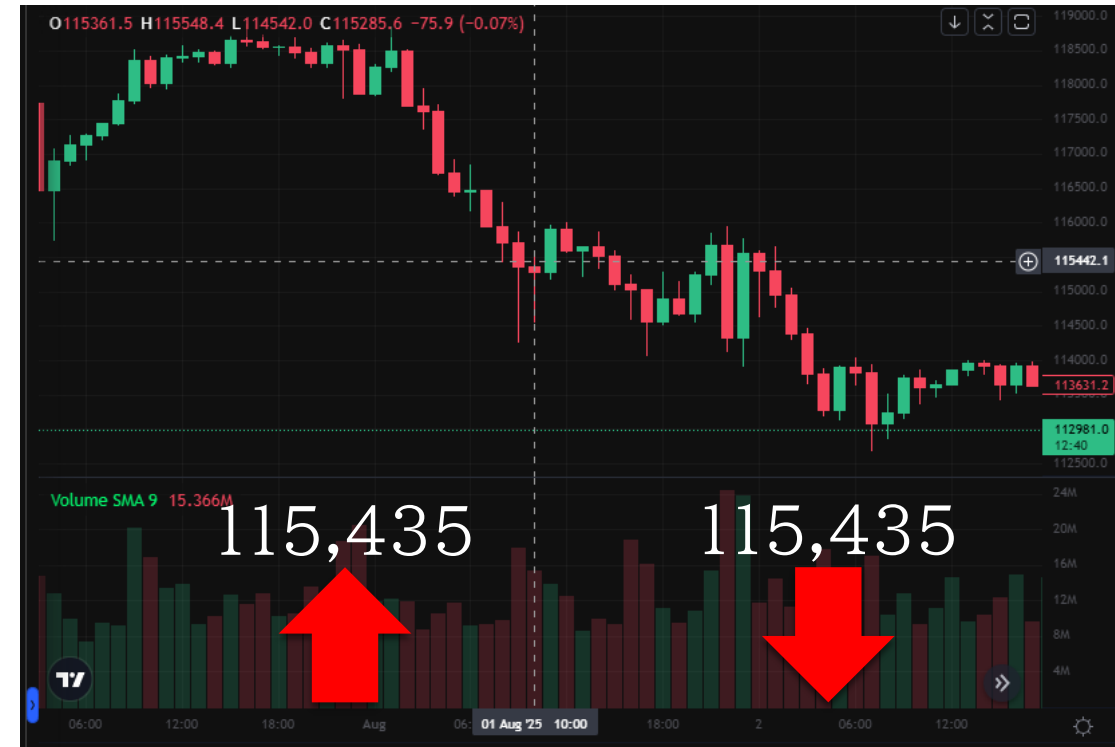 O115361.5 H115548.4 L114542.0 C115285.6 −75.9 (−0.07%)
119000.0
118500.0
118000.0
117500.0
117000.0
116500.0
116000.0
115442.1
115000.0
114500.0
114000.0
113631.2
112981.0
12:40
112500.0
Volume SMA 9 15.366M
24M
20M
16M
12M
8M
4M
115,435
115,435
06:00 12:00 18:00 Aug 06: 01 Aug '25 10:00 18:00 2 06:00 12:00